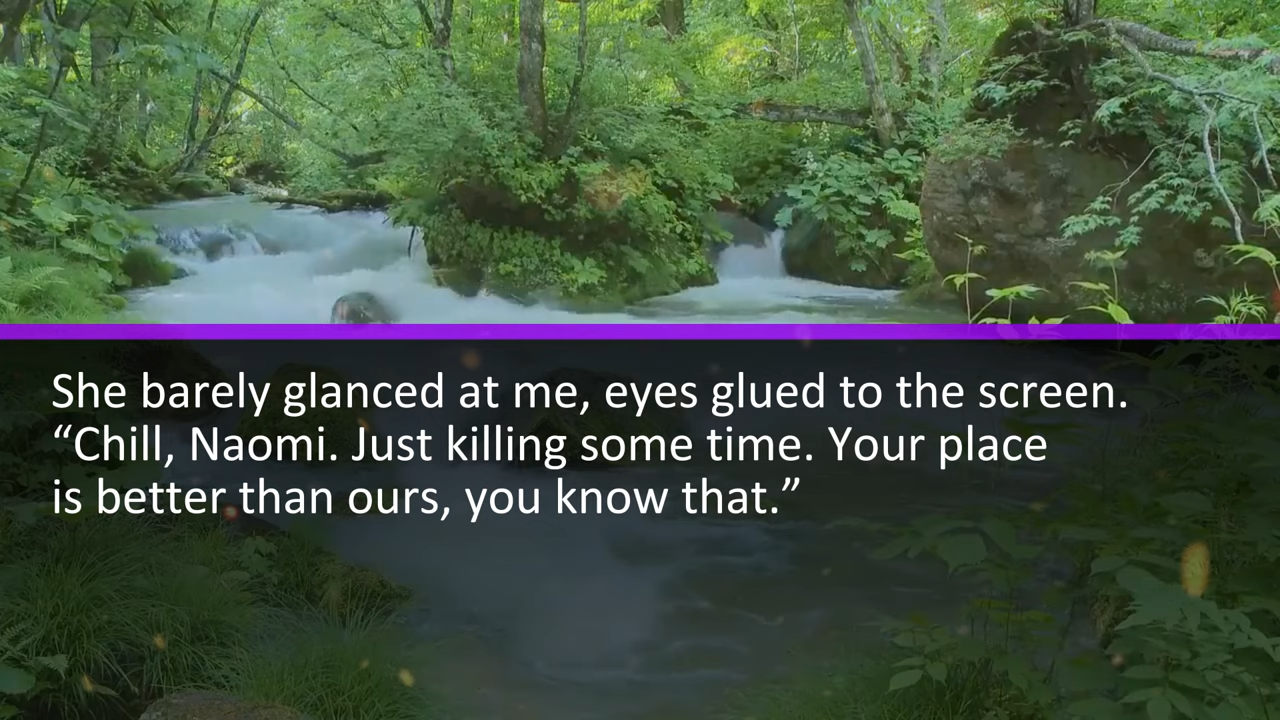 She barely glanced at me, eyes glued to the screen.
“Chill, Naomi. Just killing some time. Your place
is better than ours, you know that.”